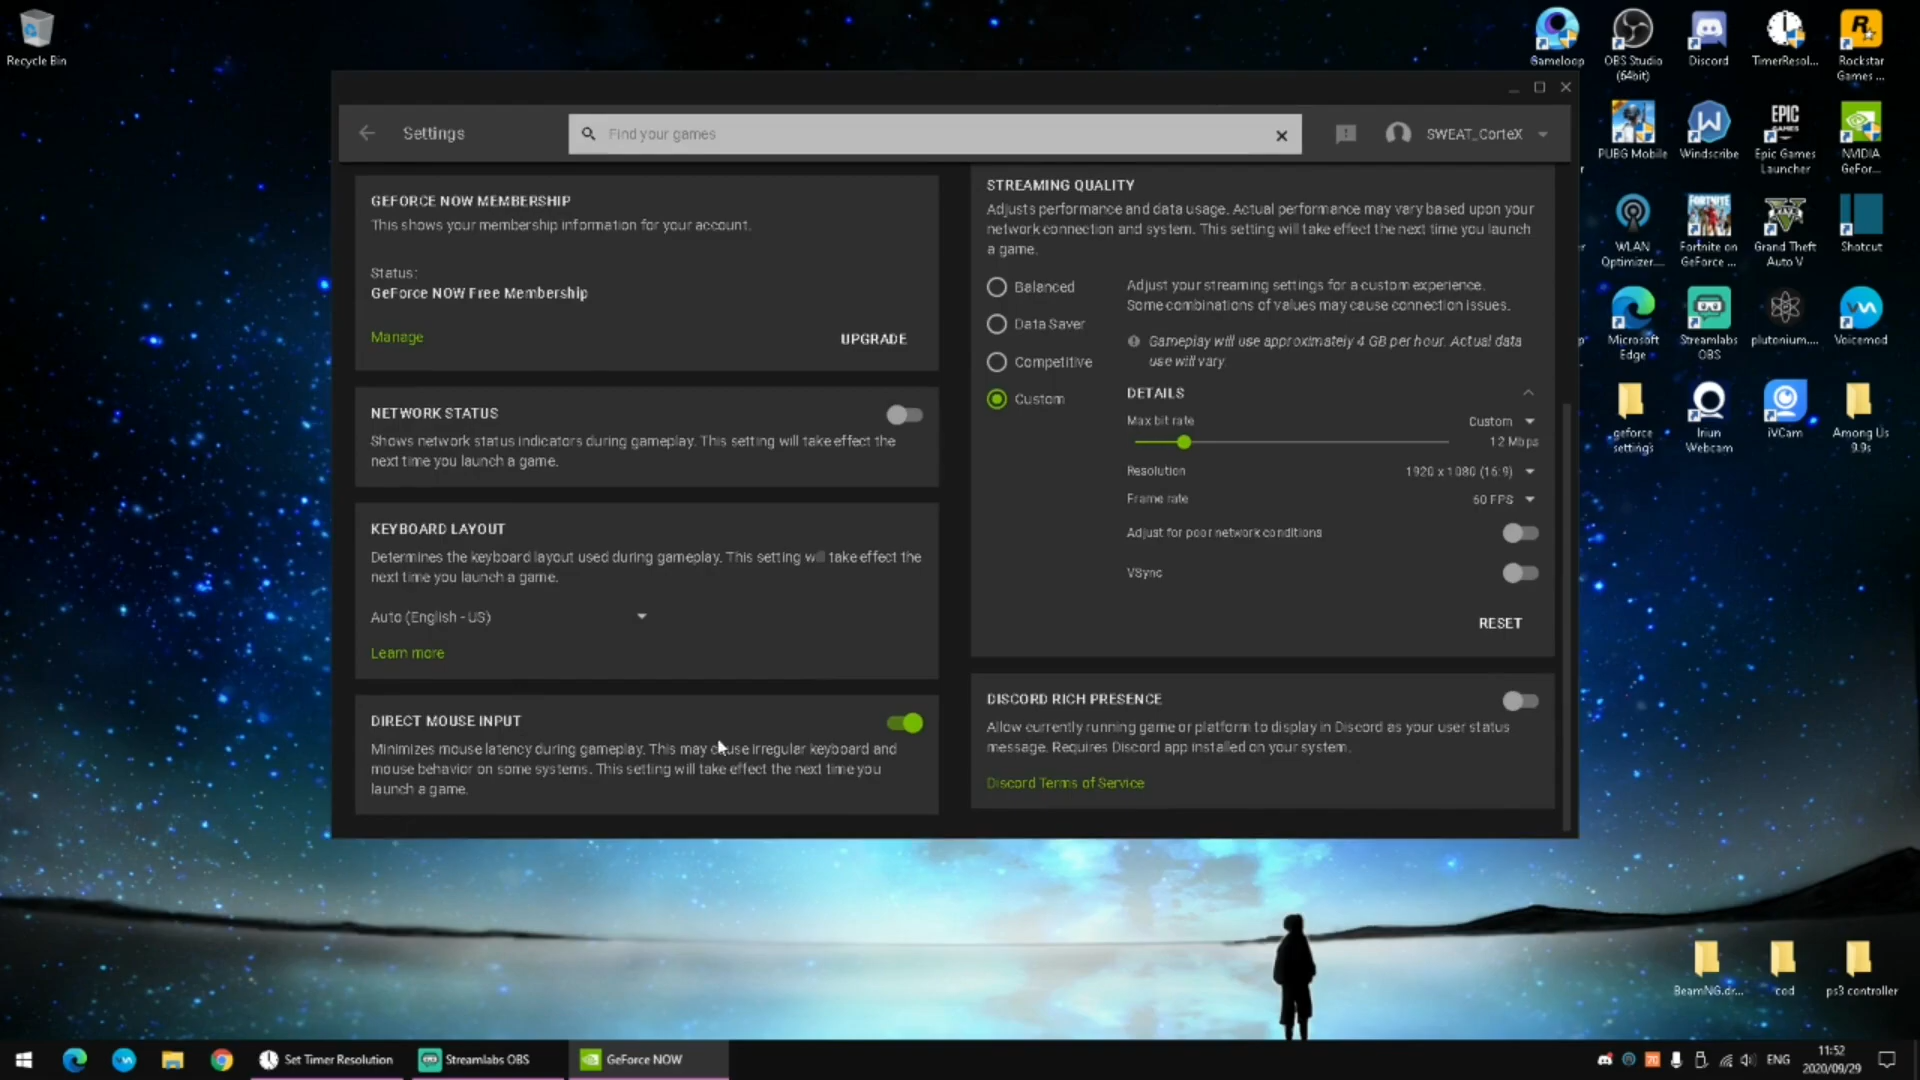 Recycle Bin
Gameloop
OBS Studio
(64bit)
Discord
TimerResol...
Rockstar
Games ...
PUBG Mobile
Windscribe
Epic Games
Launcher
NVIDIA
GeFor...
WLAN
Optimizer...
Fortnite on
GeForce ...
Grand Theft
Auto V
Shotcut
Microsoft
Edge
Streamlabs
OBS
plutonium....
Voicemod
geforce
settings
Iriun
Webcam
iVCam
Among Us
9.9s
Settings
Find your games
SWEAT_CorteX
GEFORCE NOW MEMBERSHIP
This shows your membership information for your account.
Status:
GeForce NOW Free Membership
Manage
UPGRADE
NETWORK STATUS
Shows network status indicators during gameplay. This setting will take effect the
next time you launch a game.
KEYBOARD LAYOUT
Determines the keyboard layout used during gameplay. This setting will take effect the
next time you launch a game.
Auto (English - US)
Learn more
DIRECT MOUSE INPUT
Minimizes mouse latency during gameplay. This may cause irregular keyboard and
mouse behavior on some systems. This setting will take effect the next time you
launch a game.
STREAMING QUALITY
Adjusts performance and data usage. Actual performance may vary based upon your
network connection and system. This setting will take effect the next time you launch
a game.
Balanced
Data Saver
Competitive
Custom
Adjust your streaming settings for a custom experience.
Some combinations of values may cause connection issues.
Gameplay will use approximately 4 GB per hour. Actual data
use will vary.
DETAILS
Max bit rate Custom
12 Mbps
Resolution 1920 x 1080 (16:9)
Frame rate 60 FPS
Adjust for poor network conditions
VSync
RESET
DISCORD RICH PRESENCE
Allow currently running game or platform to display in Discord as your user status
message. Requires Discord app installed on your system.
Discord Terms of Service
BeamNG.dr...
cod
ps3 controller
Set Timer Resolution
Streamlabs OBS
GeForce NOW
70
ENG
11:52
2020/09/29